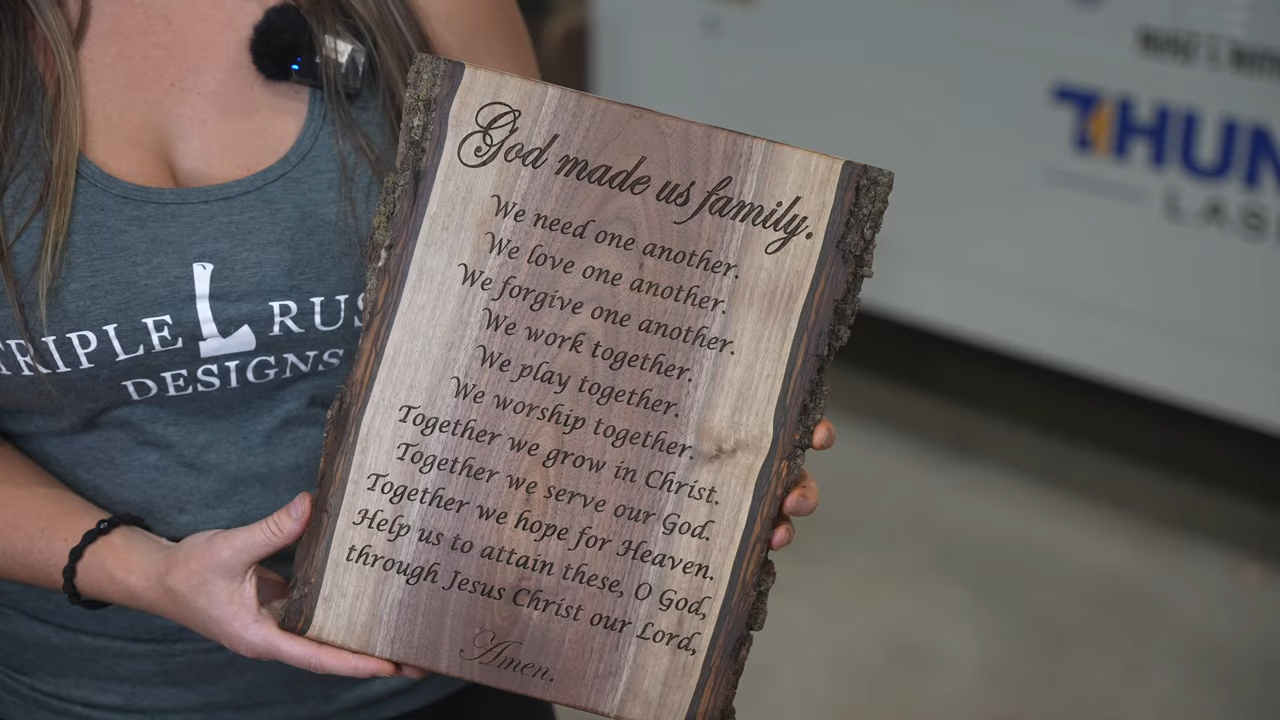 God made us family.
We need one another.
We love one another.
We forgive one another.
We work together.
We play together.
We worship together.
Together we grow in Christ.
Together we serve our God.
Together we hope for Heaven.
Help us to attain these, O God,
through Jesus Christ our Lord,
Amen.
TRIPLE L RUS
DESIGNS
THUN
LAS